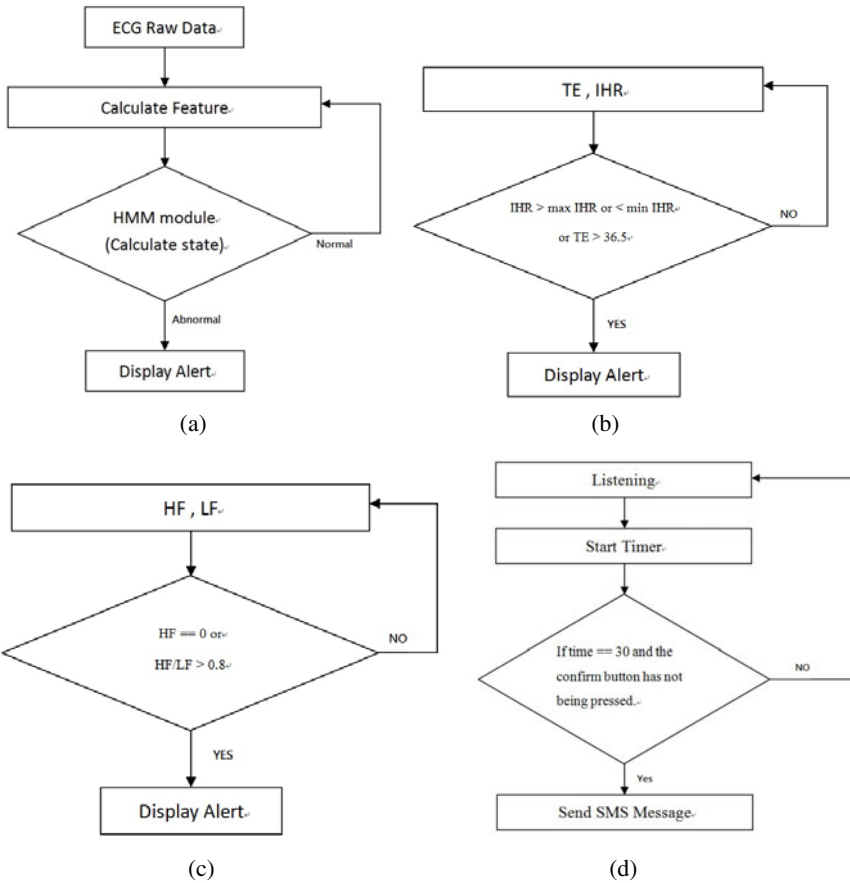 ECG Raw Data
Calculate Feature
HMM module
(Calculate state)
Normal
Abnormal
Display Alert
(a)
TE , IHR
IHR > max IHR or < min IHR
or TE > 36.5
NO
YES
Display Alert
(b)
HF , LF
HF == 0 or
HF/LF > 0.8
NO
YES
Display Alert
(c)
Listening
Start Timer
If time == 30 and the
confirm button has not
being pressed.
NO
Yes
Send SMS Message
(d)